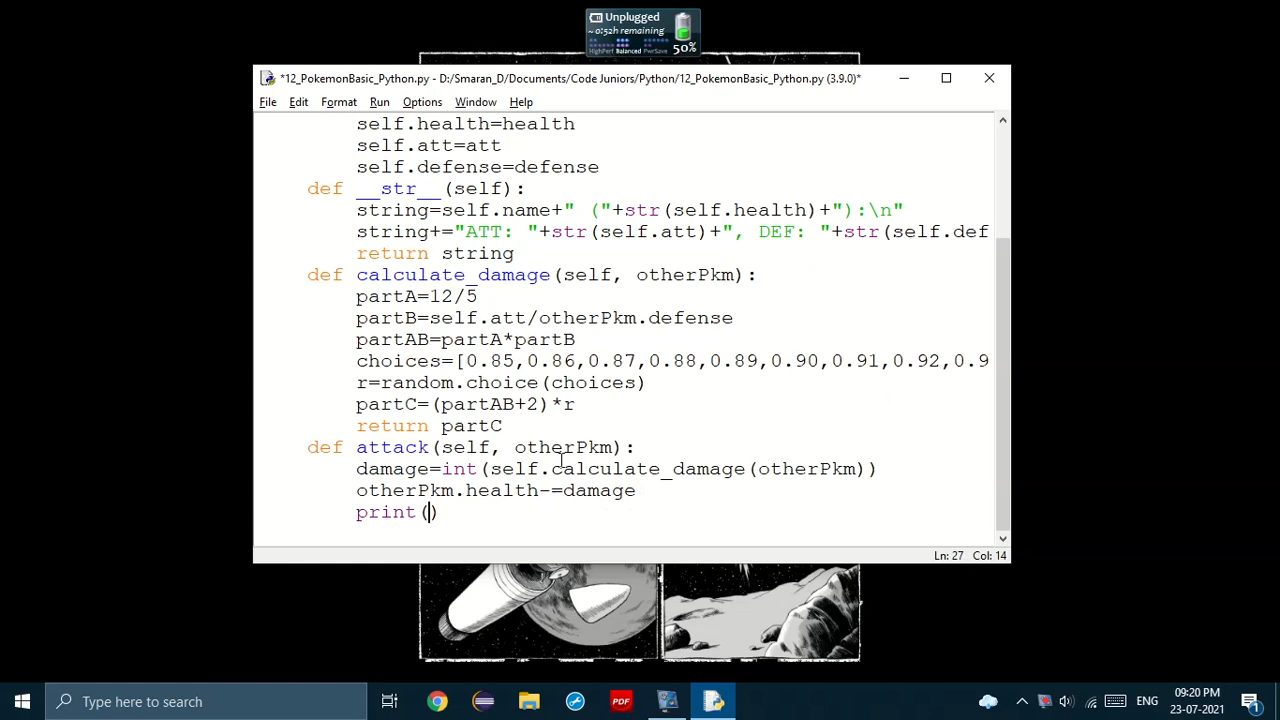 Unplugged
~ 0:52h remaining
HighPerf Balanced PwrSave 50%
*12_PokemonBasic_Python.py - D:/Smaran_D/Documents/Code Juniors/Python/12_PokemonBasic_Python.py (3.9.0)*
File Edit Format Run Options Window Help
self.health=health
self.att=att
self.defense=defense
def __str__(self):
string=self.name+" ("+str(self.health)+"):\n"
string+="ATT: "+str(self.att)+", DEF: "+str(self.def
return string
def calculate_damage(self, otherPkm):
partA=12/5
partB=self.att/otherPkm.defense
partAB=partA*partB
choices=[0.85,0.86,0.87,0.88,0.89,0.90,0.91,0.92,0.9
r=random.choice(choices)
partC=(partAB+2)*r
return partC
def attack(self, otherPkm):
damage=int(self.calculate_damage(otherPkm))
otherPkm.health-=damage
print()
Ln: 27 Col: 14
Type here to search
PDF
ENG
09:20 PM
23-07-2021
1